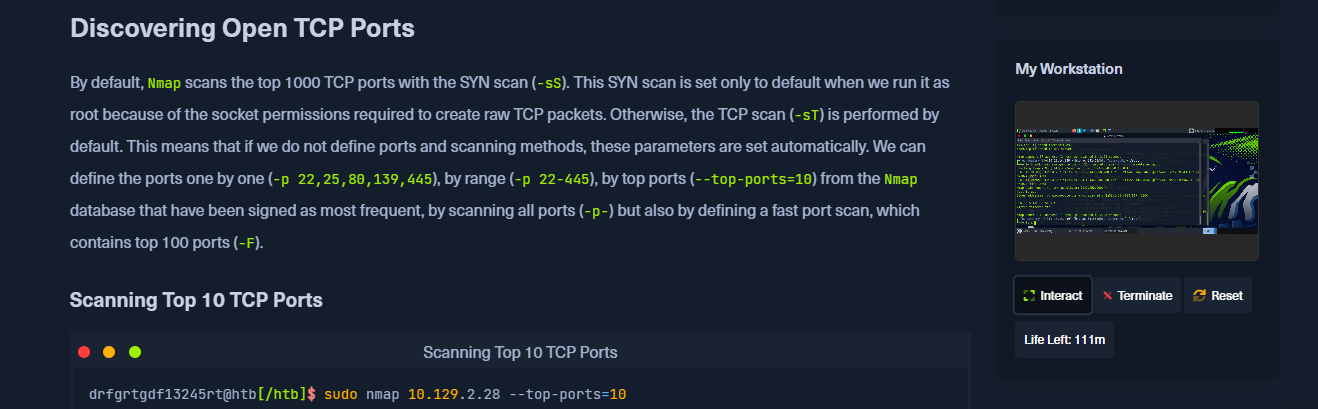 Discovering Open TCP Ports
By default, Nmap scans the top 1000 TCP ports with the SYN scan (-sS). This SYN scan is set only to default when we run it as
root because of the socket permissions required to create raw TCP packets. Otherwise, the TCP scan (-sT) is performed by
default. This means that if we do not define ports and scanning methods, these parameters are set automatically. We can
define the ports one by one (-p 22,25,80,139,445), by range (-p 22-445), by top ports (--top-ports=10) from the Nmap
database that have been signed as most frequent, by scanning all ports (-p-) but also by defining a fast port scan, which
contains top 100 ports (-F).
Scanning Top 10 TCP Ports
Scanning Top 10 TCP Ports
drfgrtgdf13245rt@htb[/htb]$ sudo nmap 10.129.2.28 --top-ports=10
My Workstation
Interact
Terminate
Reset
Life Left: 111m